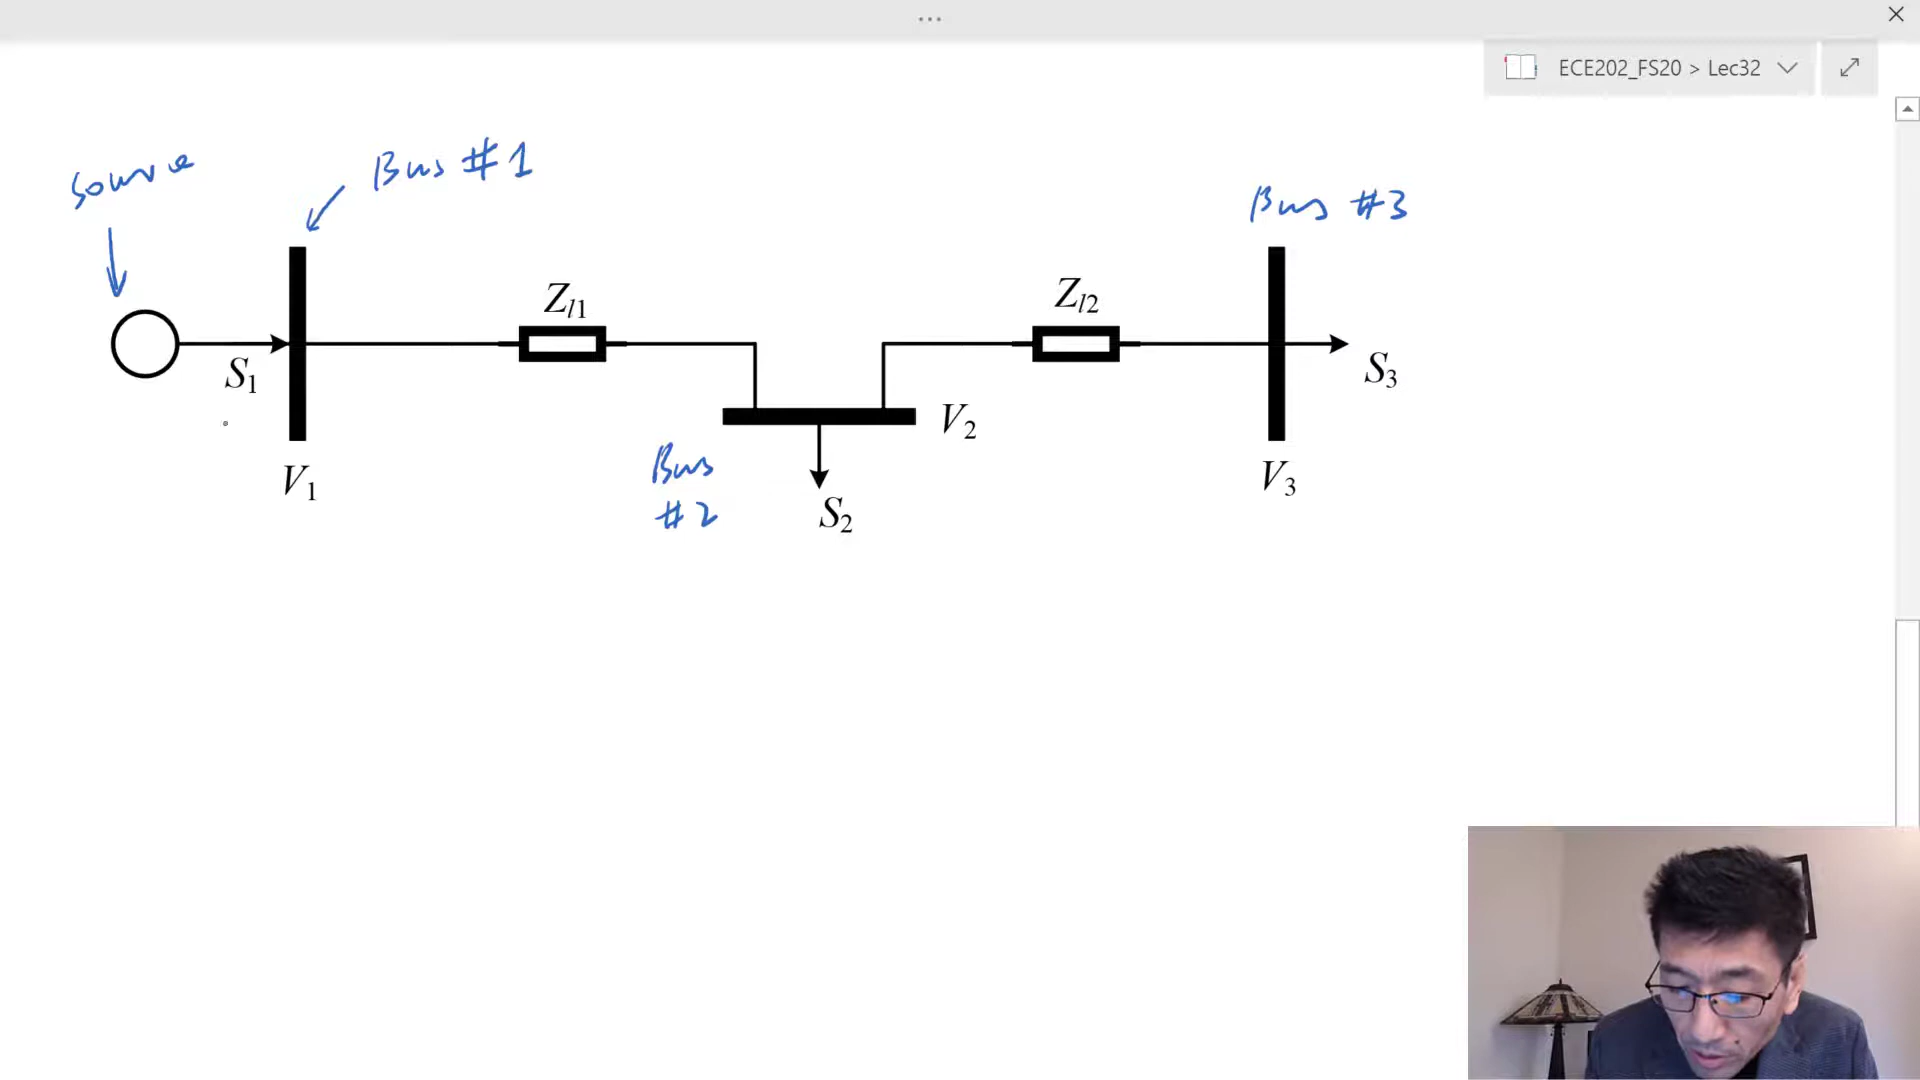 ECE202_FS20 > Lec32
source
Bus #1
Bus #3
Zl1
Zl2
S1
S3
V2
V1
Bus
#2
S2
V3